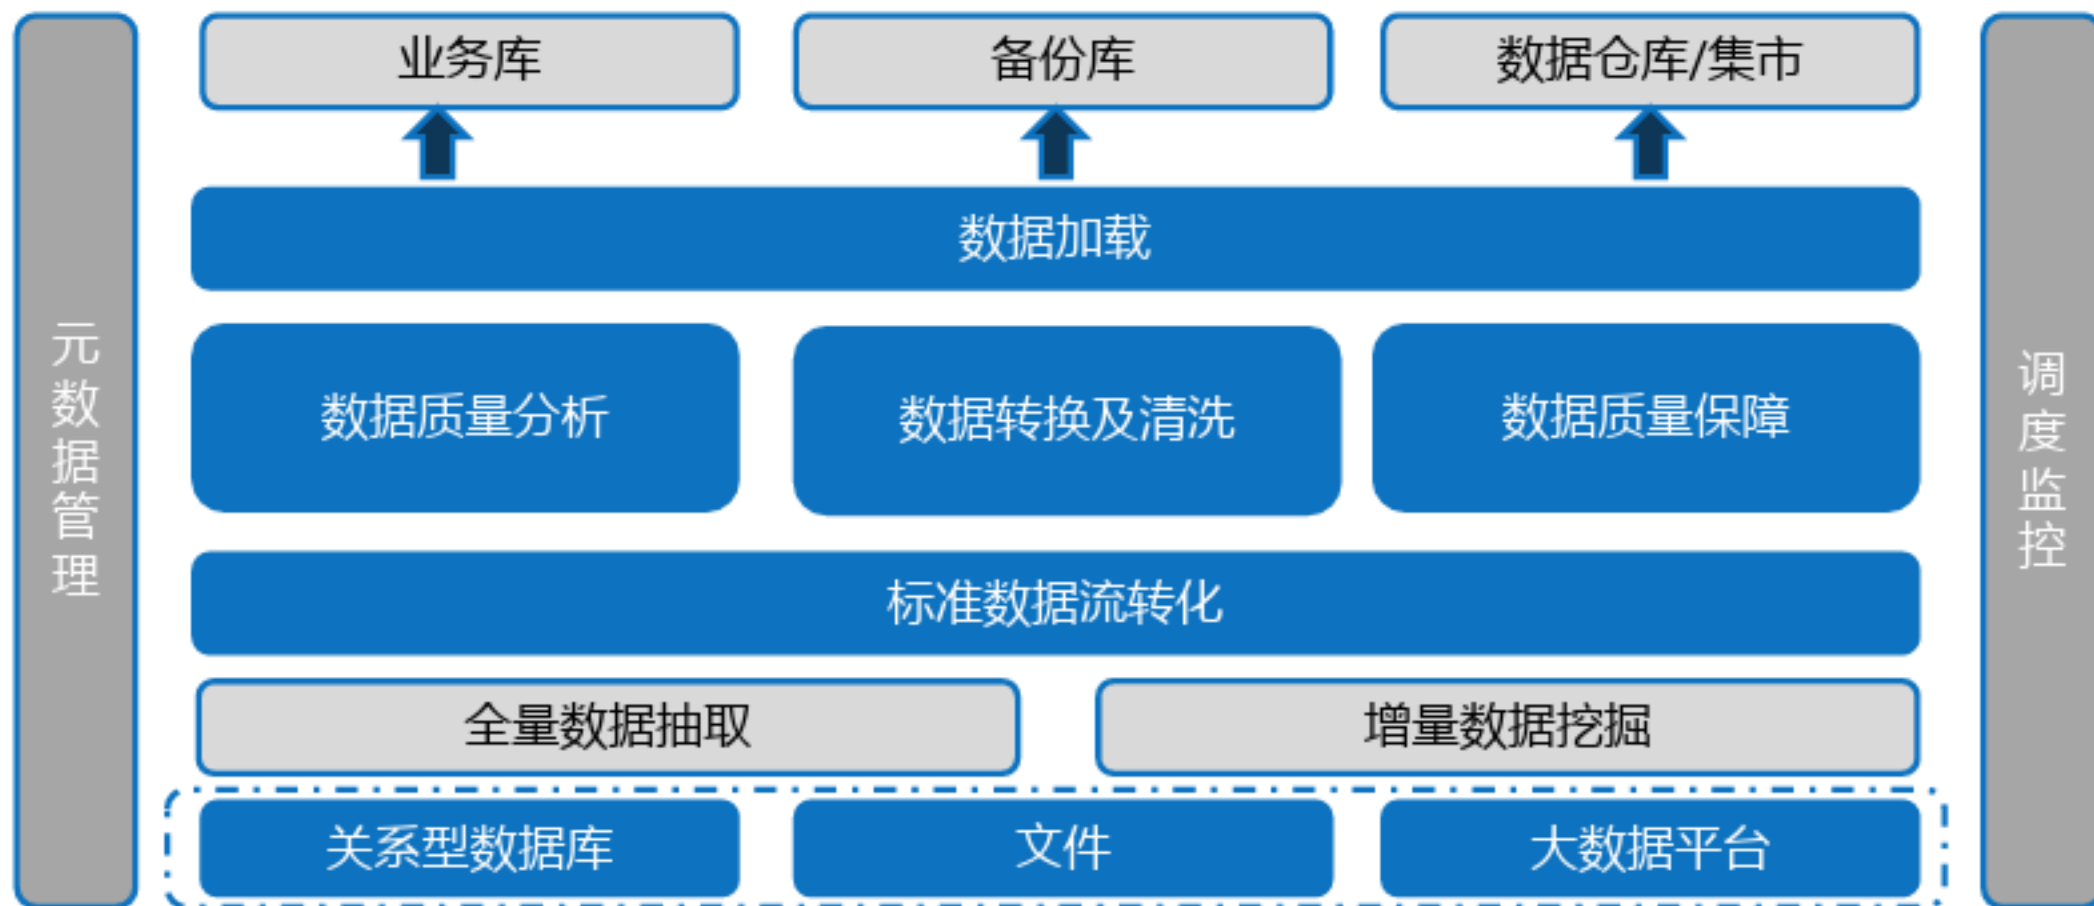 业务库
备份库
数据仓库/集市
数据加载
元数据管理
数据质量分析
数据转换及清洗
数据质量保障
调度监控
标准数据流转化
全量数据抽取
增量数据挖掘
关系型数据库
文件
大数据平台